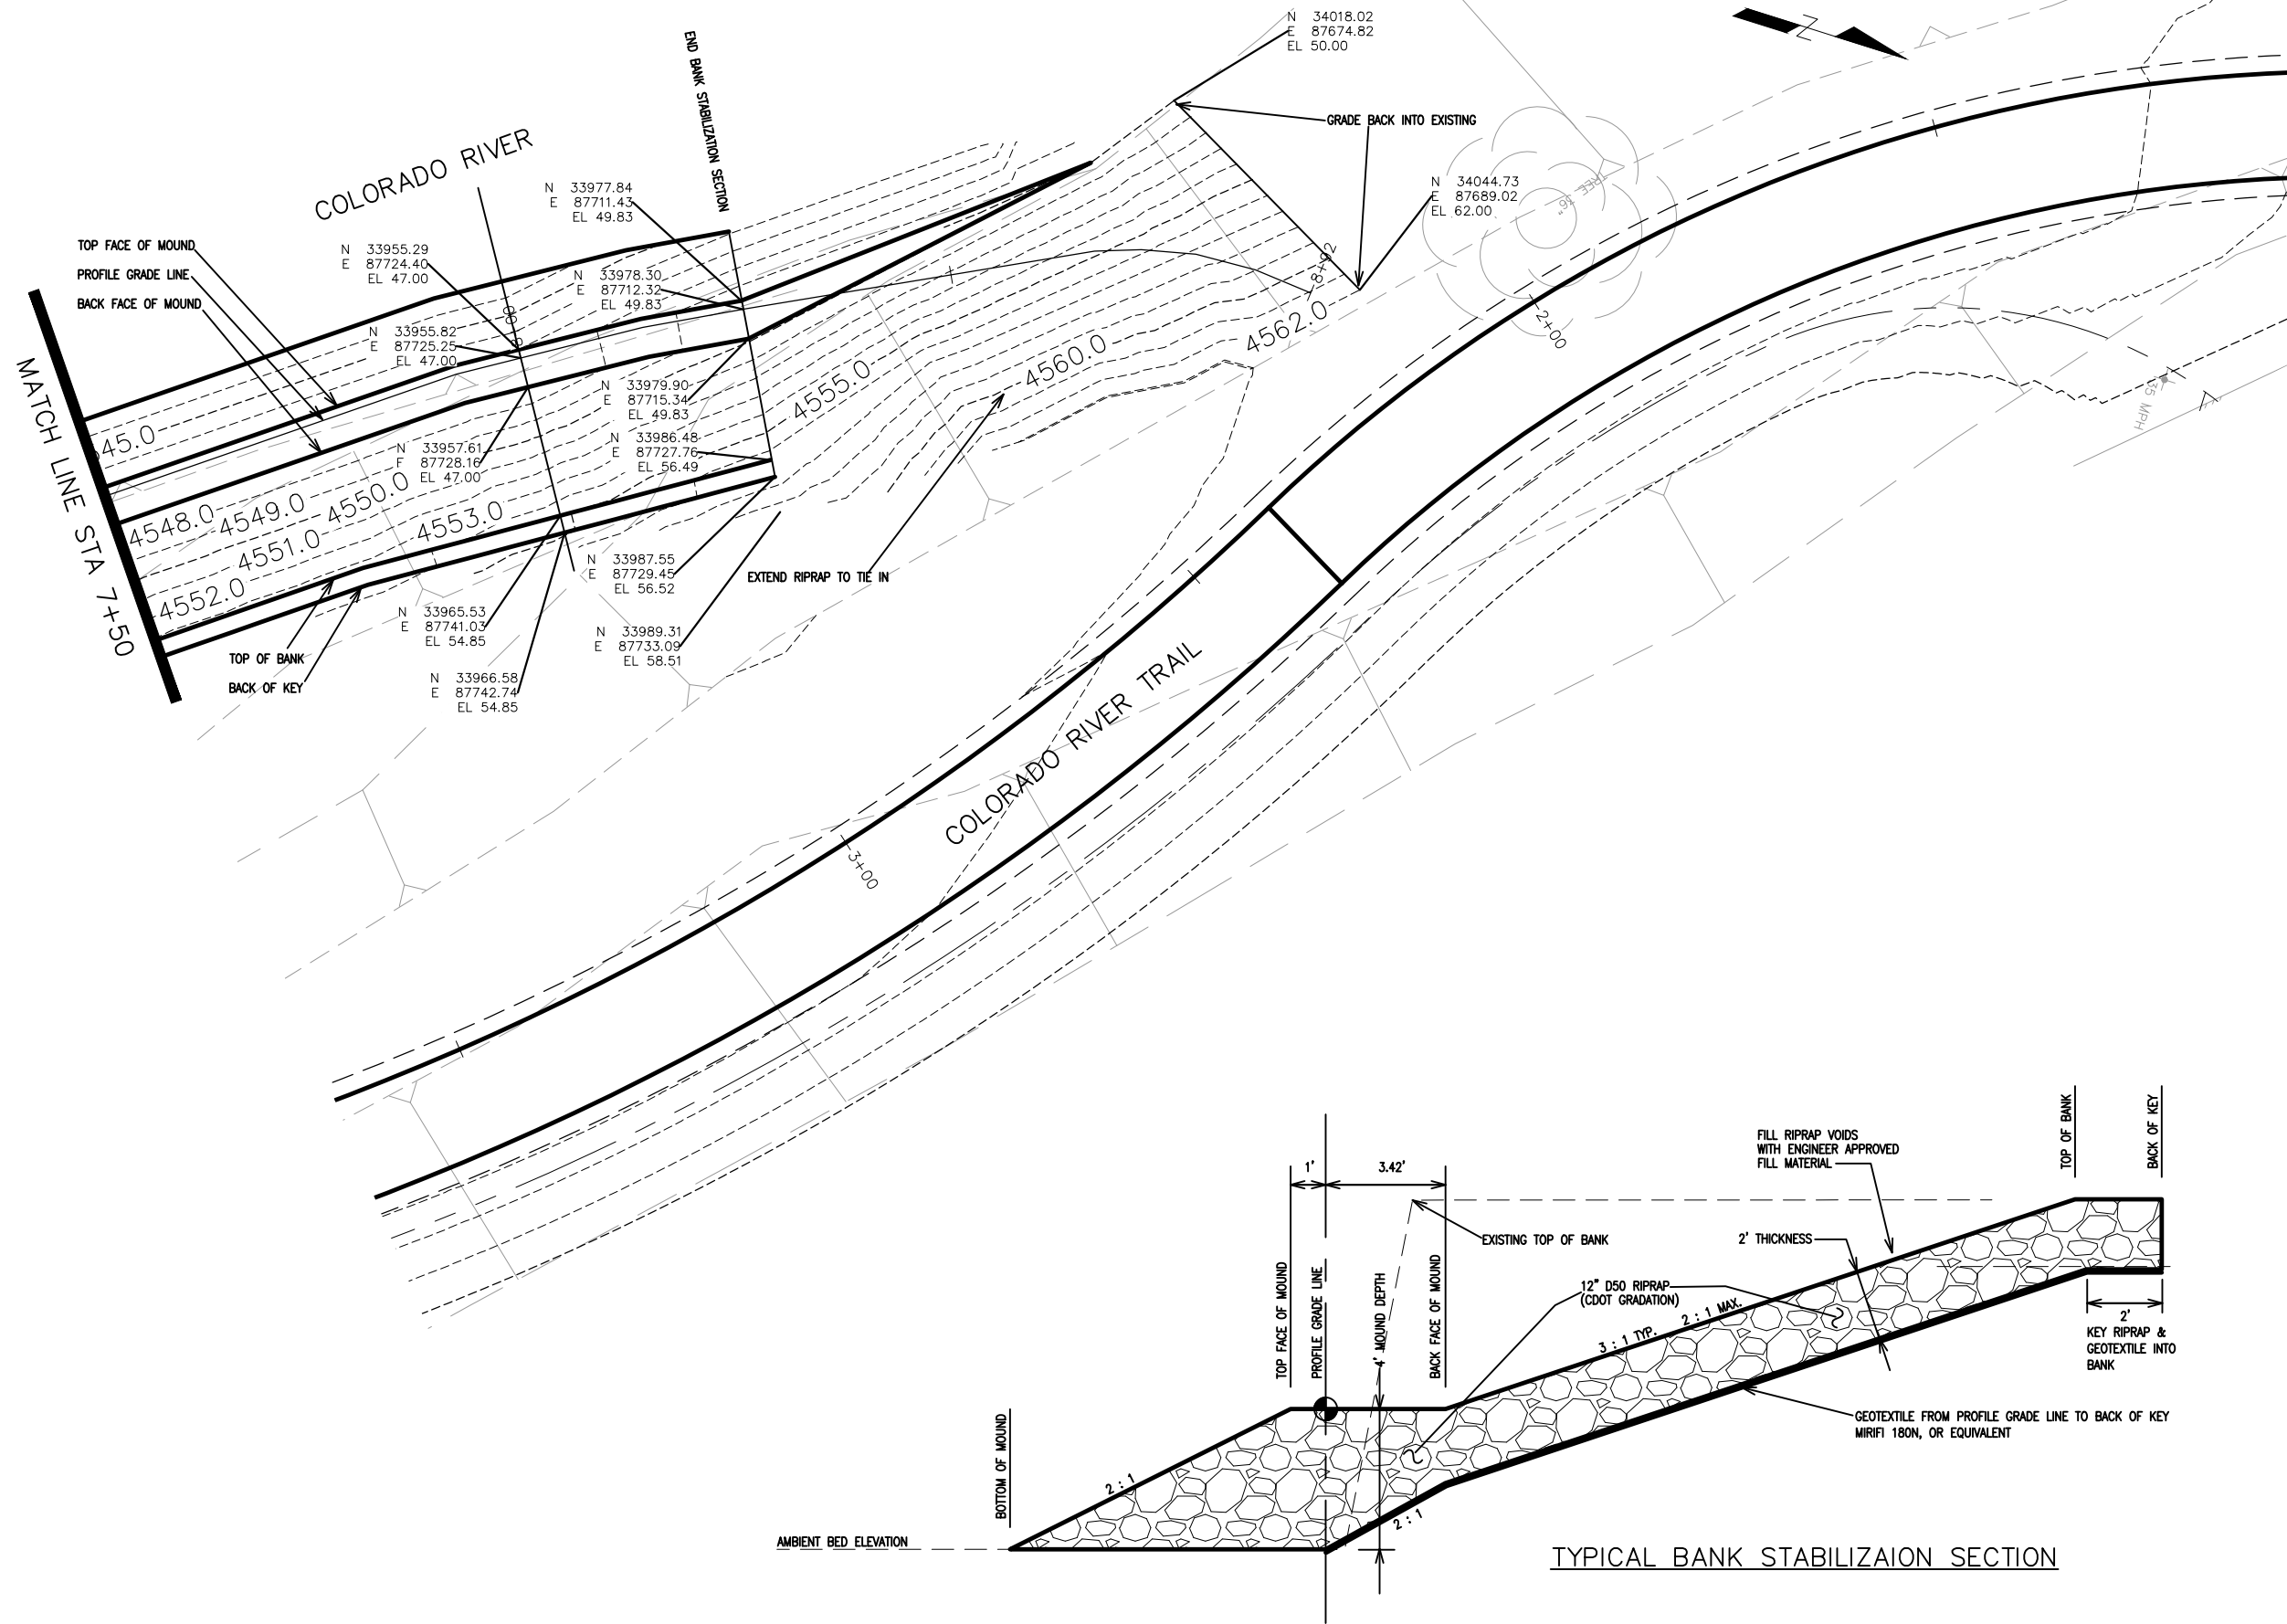 N 34018.02
E 87674.82
EL 50.00
GRADE BACK INTO EXISTING
N 34044.73
E 87689.02
EL 62.00
TREE 36"
Z
END BANK STABILIZATION SECTION
COLORADO RIVER
N 33977.84
E 87711.43
EL 49.83
N 33955.29
E 87724.40
EL 47.00
TOP FACE OF MOUND
PROFILE GRADE LINE
BACK FACE OF MOUND
N 33978.30
E 87712.32
EL 49.83
N 33955.82
E 87725.25
EL 47.00
N 33979.90
E 87715.34
EL 49.83
N 33986.48
E 87727.76
EL 56.49
N 33957.61
E 87728.16
EL 47.00
8+92
2+00
35 MPH
MATCH LINE STA 7+50
45.0
4548.0
4549.0
4550.0
4551.0
4552.0
4553.0
4555.0
4560.0
4562.0
N 33987.55
E 87729.45
EL 56.52
EXTEND RIPRAP TO TIE IN
N 33965.53
E 87741.03
EL 54.85
N 33989.31
E 87733.09
EL 58.51
TOP OF BANK
BACK OF KEY
N 33966.58
E 87742.74
EL 54.85
COLORADO RIVER TRAIL
3+00
1'
3.42'
FILL RIPRAP VOIDS
WITH ENGINEER APPROVED
FILL MATERIAL
TOP OF BANK
BACK OF KEY
EXISTING TOP OF BANK
2' THICKNESS
12" D50 RIPRAP
(CDOT GRADATION)
TOP FACE OF MOUND
PROFILE GRADE LINE
4' MOUND DEPTH
BACK FACE OF MOUND
3 : 1 TYP.
2 : 1 MAX.
2'
KEY RIPRAP &
GEOTEXTILE INTO
BANK
BOTTOM OF MOUND
2 : 1
2 : 1
GEOTEXTILE FROM PROFILE GRADE LINE TO BACK OF KEY
MIRIFI 180N, OR EQUIVALENT
AMBIENT BED ELEVATION
TYPICAL BANK STABILIZAION SECTION